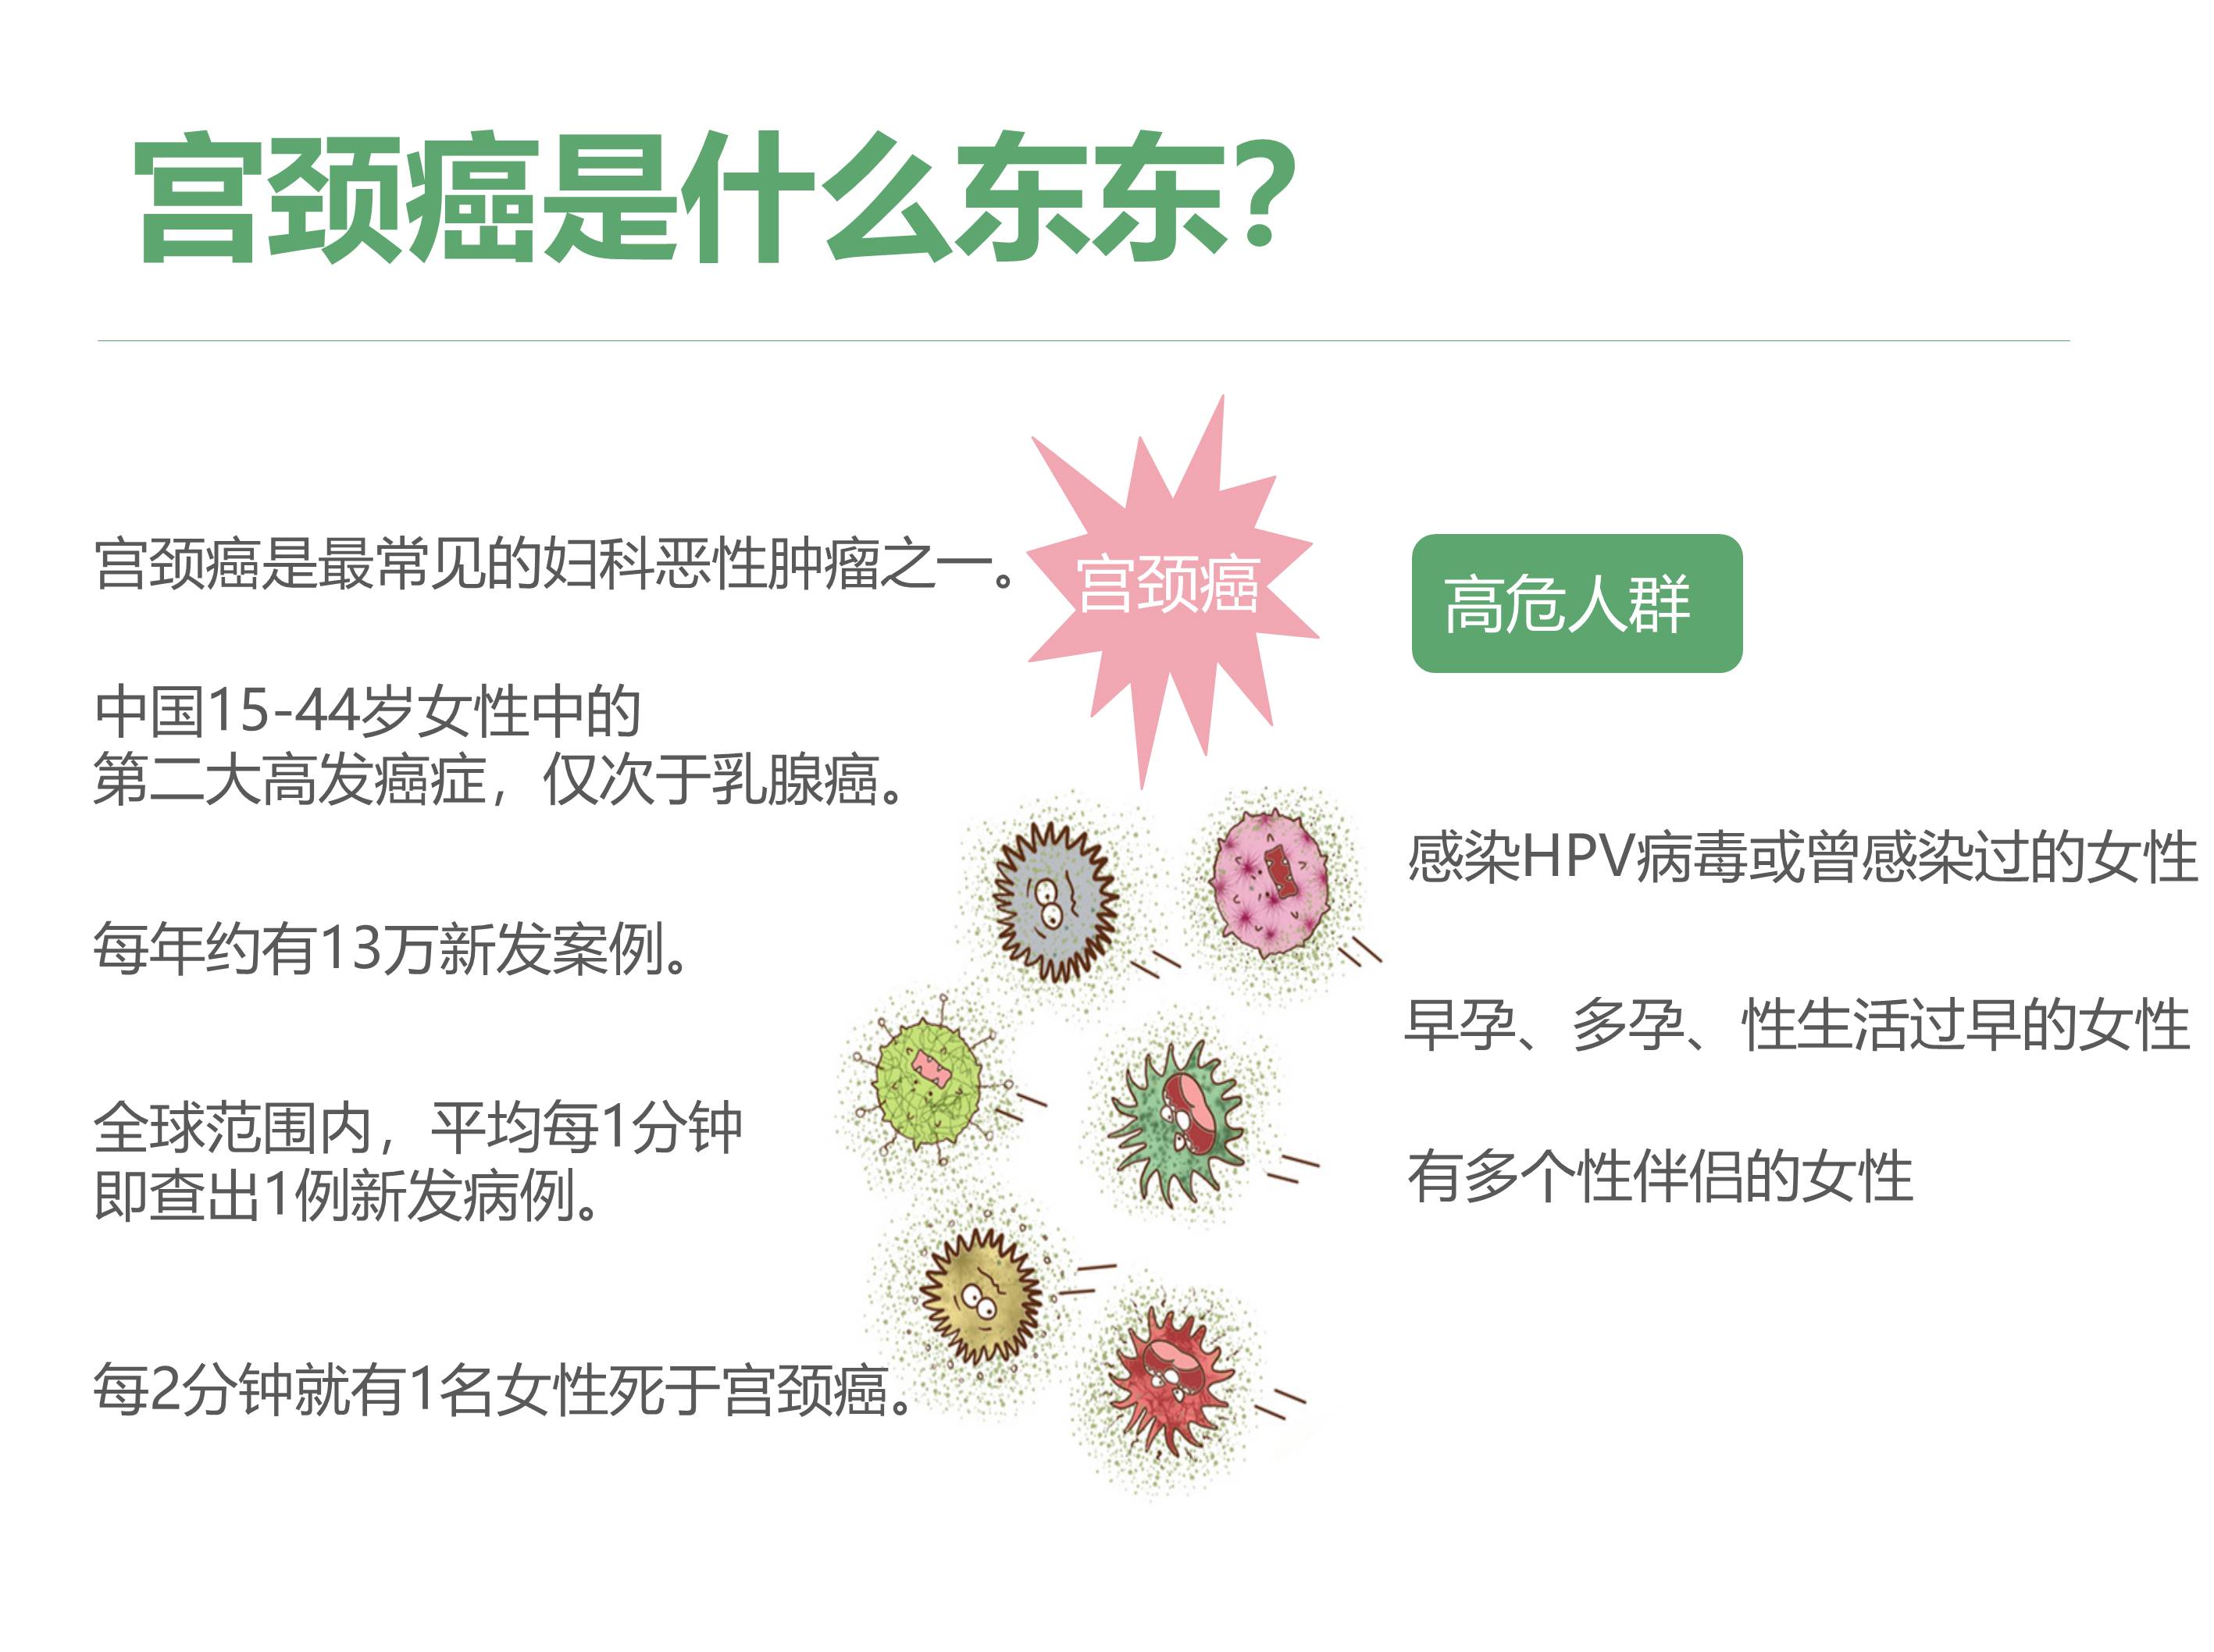 宫颈癌是什么东东？
宫颈癌是最常见的妇科恶性肿瘤之一。
中国15-44岁女性中的
第二大高发癌症，仅次于乳腺癌。
每年约有13万新发案例。
全球范围内，平均每1分钟
即查出1例新发病例。
每2分钟就有1名女性死于宫颈癌。
宫颈癌
高危人群
感染HPV病毒或曾感染过的女性
早孕、多孕、性生活过早的女性
有多个性伴侣的女性